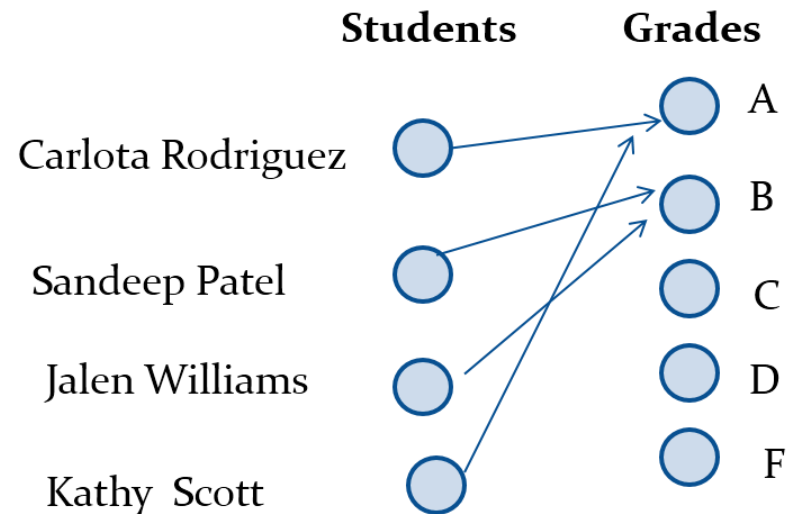 Students Grades
A
Carlota Rodriguez
B
Sandeep Patel
C
Jalen Williams
D
F
Kathy Scott